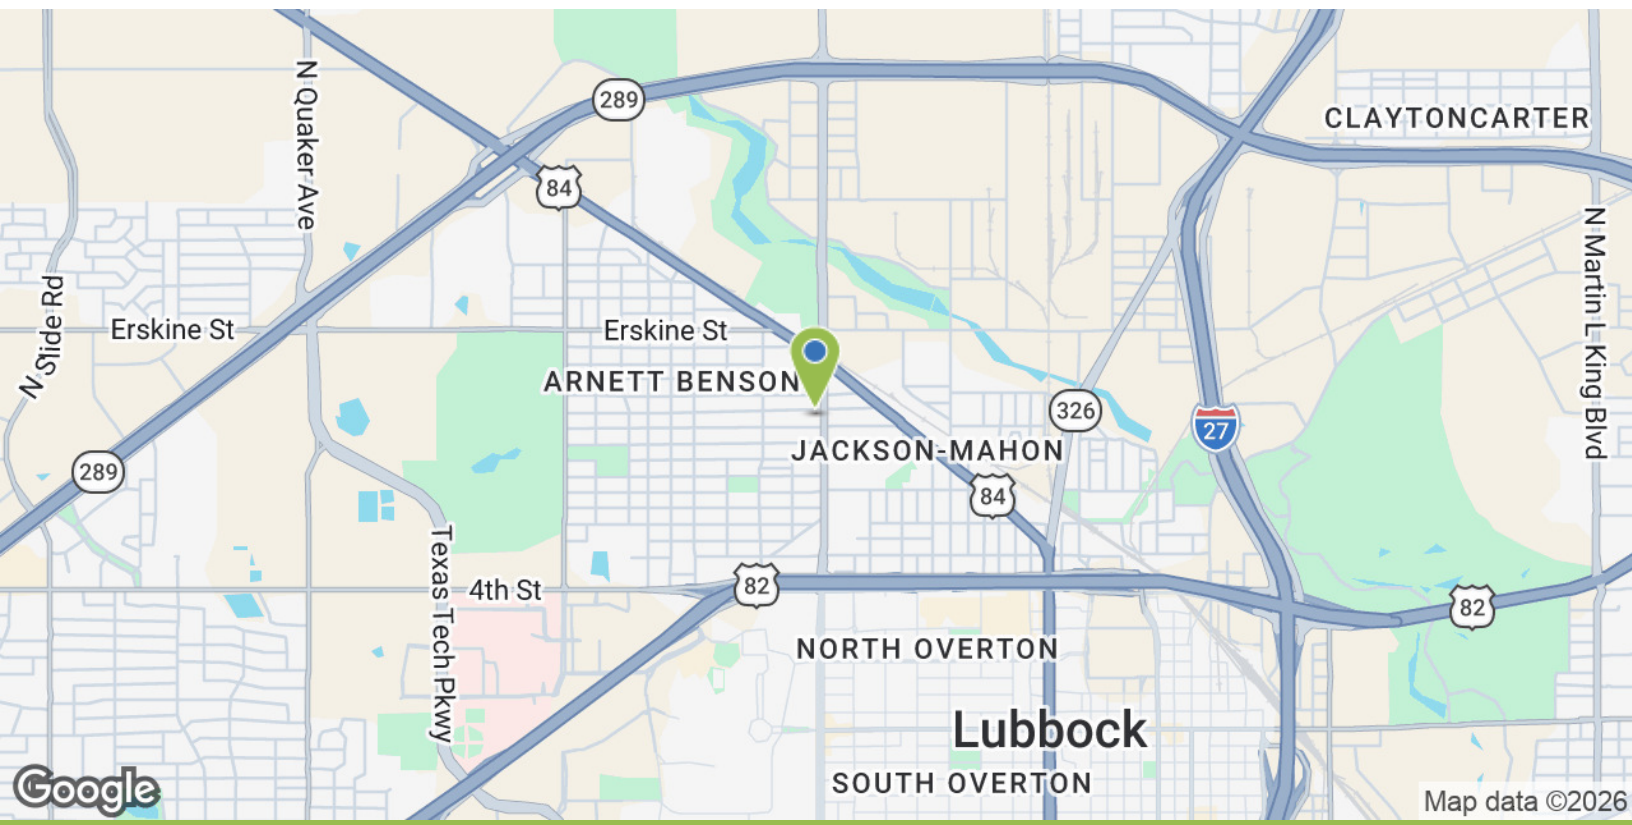 N Quaker Ave
289
CLAYTONCARTER
84
N Slide Rd
N Martin L King Blvd
Erskine St
Erskine St
ARNETT BENSON
326
27
JACKSON-MAHON
289
84
Texas Tech Pkwy
4th St
82
82
NORTH OVERTON
Lubbock
SOUTH OVERTON
Google
Map data ©2026